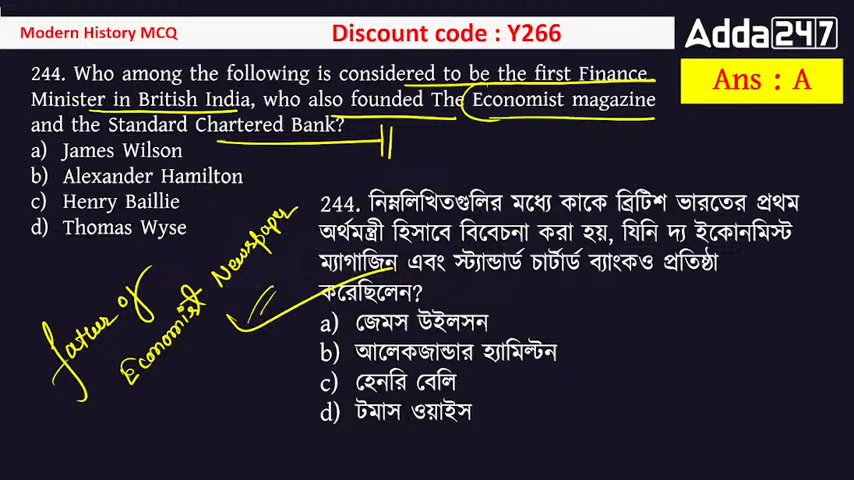 Modern History MCQ
Discount code : Y266
Adda247
Ans : A
244. Who among the following is considered to be the first Finance
Minister in British India, who also founded The Economist magazine
and the Standard Chartered Bank?
a) James Wilson
b) Alexander Hamilton
c) Henry Baillie
d) Thomas Wyse
244. নিম্নলিখিতগুলির মধ্যে কাকে ব্রিটিশ ভারতের প্রথম
অর্থমন্ত্রী হিসাবে বিবেচনা করা হয়, যিনি দ্য ইকোনমিস্ট
ম্যাগাজিন এবং স্ট্যান্ডার্ড চার্টার্ড ব্যাংকও প্রতিষ্ঠা
করেছিলেন?
a) জেমস উইলসন
b) আলেকজান্ডার হ্যামিল্টন
c) হেনরি বেলি
d) টমাস ওয়াইস
father of
Economist Newspaper